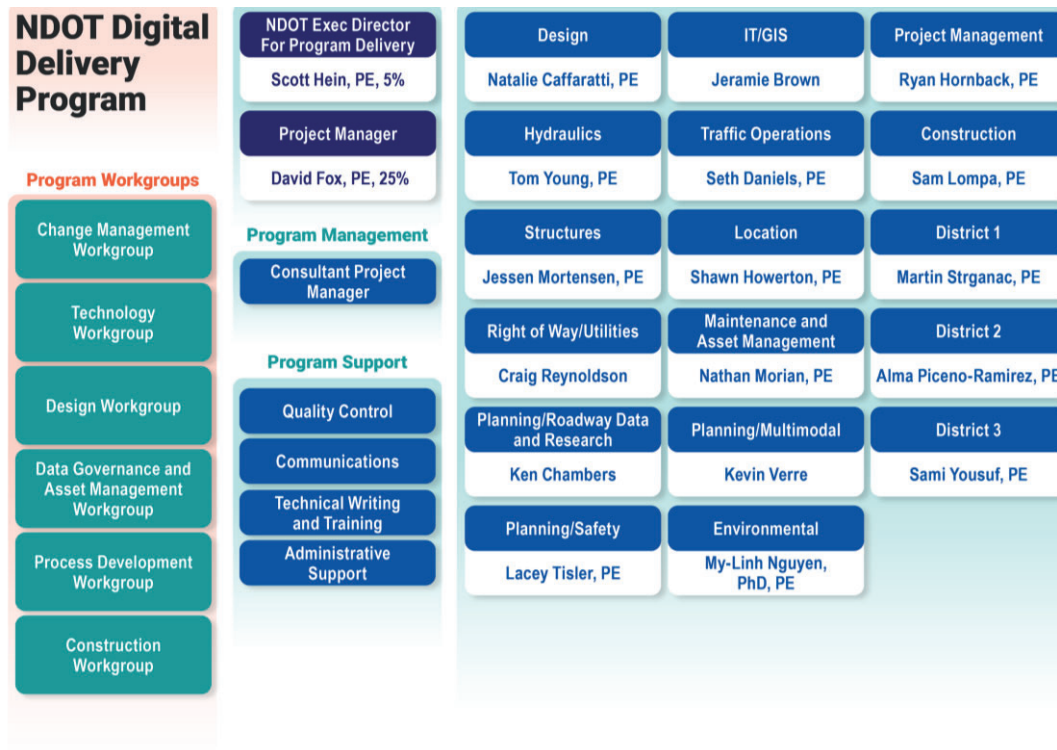 NDOT Digital
Delivery
Program
Program Workgroups
Change Management
Workgroup
Technology
Workgroup
Design Workgroup
Data Governance and
Asset Management
Workgroup
Process Development
Workgroup
Construction
Workgroup
NDOT Exec Director
For Program Delivery
Scott Hein, PE, 5%
Project Manager
David Fox, PE, 25%
Program Management
Consultant Project
Manager
Program Support
Quality Control
Communications
Technical Writing
and Training
Administrative
Support
Design
Natalie Caffaratti, PE
IT/GIS
Jeramie Brown
Project Management
Ryan Hornback, PE
Hydraulics
Tom Young, PE
Traffic Operations
Seth Daniels, PE
Construction
Sam Lompa, PE
Structures
Jessen Mortensen, PE
Location
Shawn Howerton, PE
District 1
Martin Strganac, PE
Right of Way/Utilities
Craig Reynoldson
Maintenance and
Asset Management
Nathan Morian, PE
District 2
Alma Piceno-Ramirez, PE
Planning/Roadway Data
and Research
Ken Chambers
Planning/Multimodal
Kevin Verre
District 3
Sami Yousuf, PE
Planning/Safety
Lacey Tisler, PE
Environmental
My-Linh Nguyen,
PhD, PE